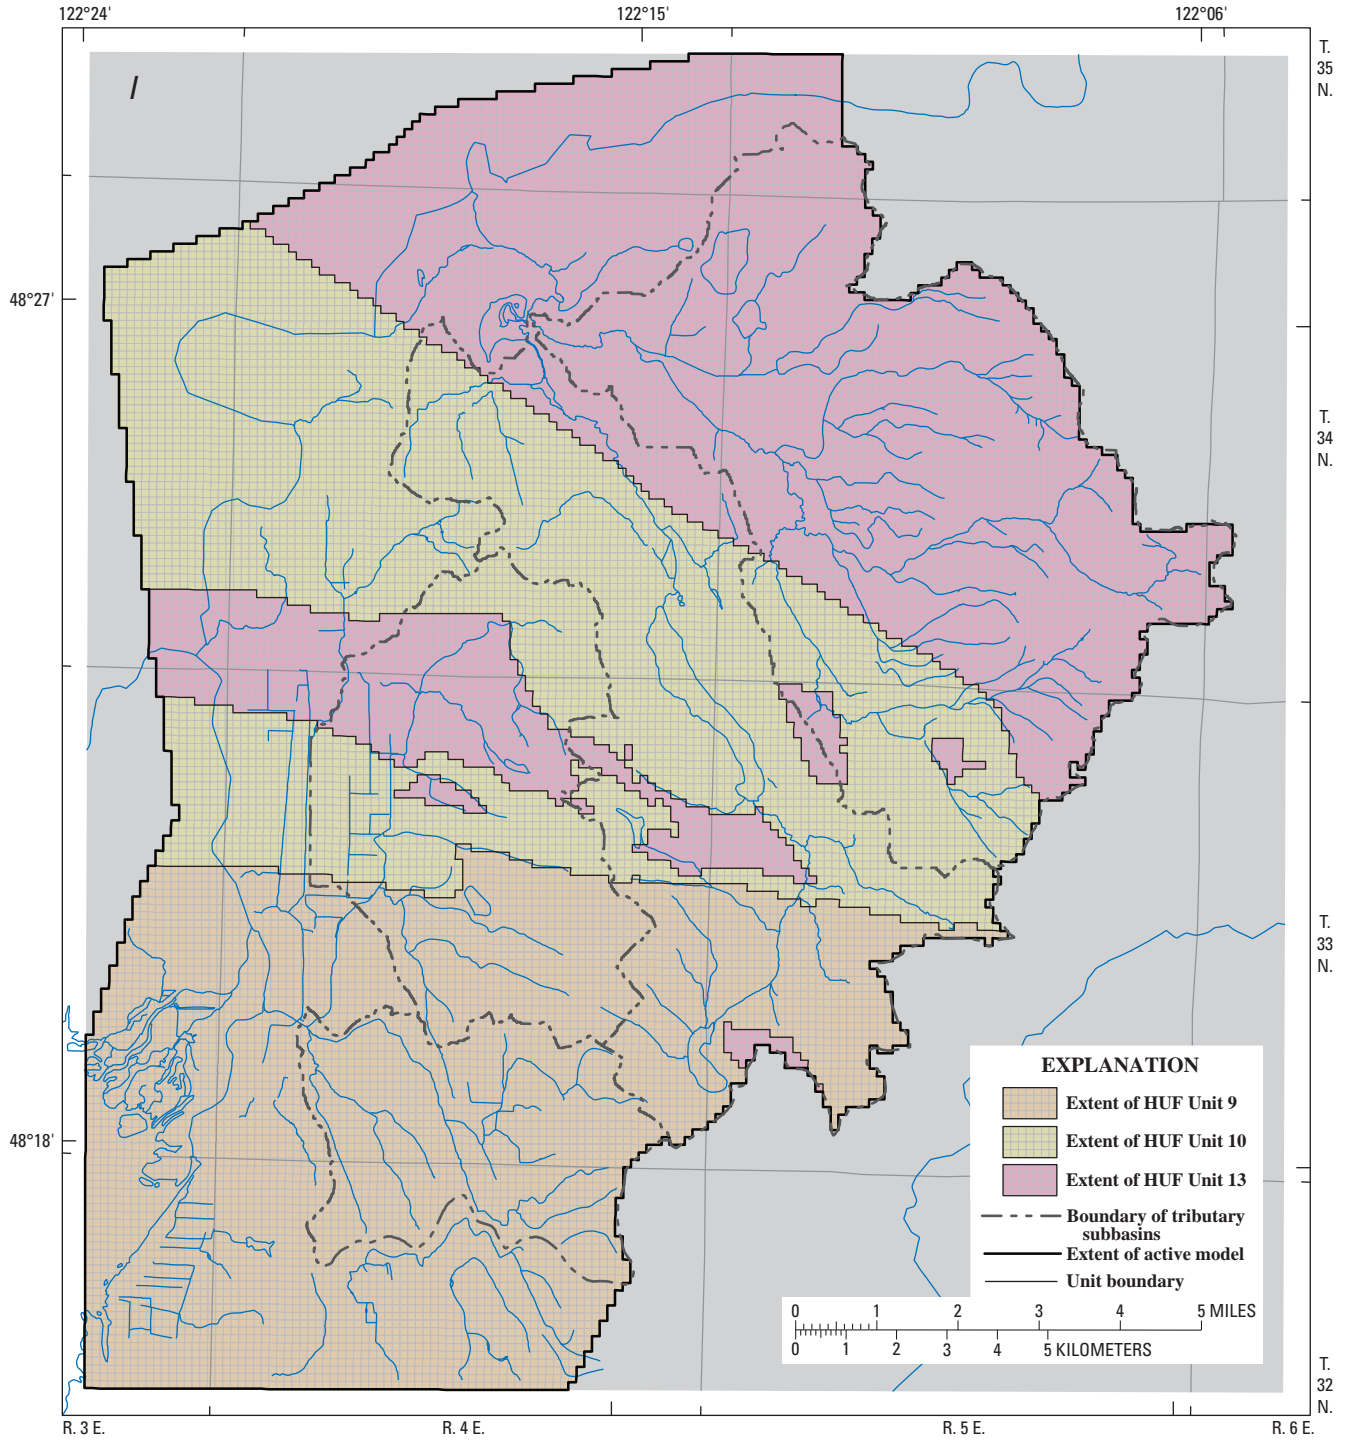 122°24' 122°15' 122°06'
T.
35
N.
I
48°27'
T.
34
N.
T.
33
N.
48°18'
EXPLANATION
Extent of HUF Unit 9
Extent of HUF Unit 10
Extent of HUF Unit 13
Boundary of tributary
subbasins
Extent of active model
Unit boundary
0 1 2 3 4 5 MILES
0 1 2 3 4 5 KILOMETERS
T.
32
N.
R. 3 E. R. 4 E. R. 5 E. R. 6 E.